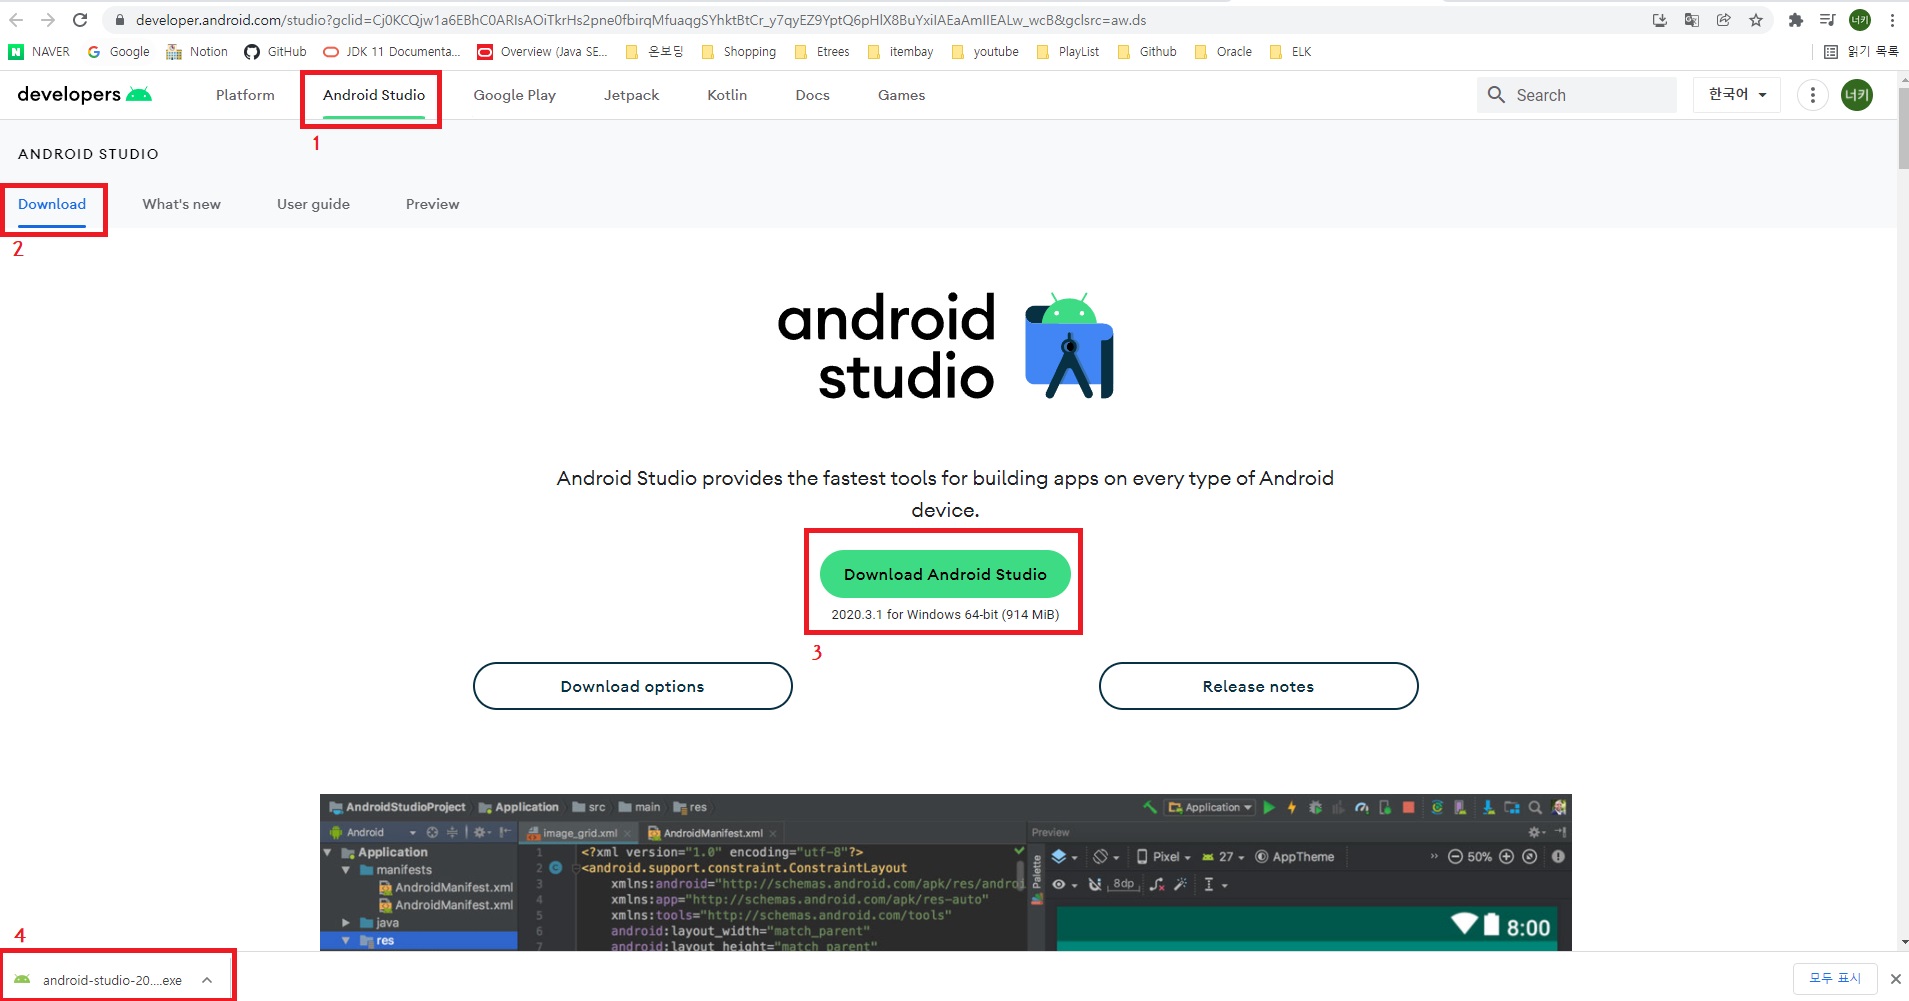 developer.android.com/studio?gclid=Cj0KCQjw1a6EBhC0ARIsAOiTkrHs2pne0fbirqMfuaqgSYhktBtCr_y7qyEZ9YptQ6pHlX8BuYxiIAEaAmIIEALw_wcB&gclsrc=aw.ds 너키
NAVER Google Notion GitHub JDK 11 Documenta... Overview (Java SE... 온보딩 Shopping Etrees itembay youtube PlayList Github Oracle ELK 읽기 목록
developers Platform Android Studio Google Play Jetpack Kotlin Docs Games Search 한국어 너키
1
ANDROID STUDIO
Download What's new User guide Preview
2
android
studio
Android Studio provides the fastest tools for building apps on every type of Android
device.
Download Android Studio
2020.3.1 for Windows 64-bit (914 MiB)
3
Download options Release notes
AndroidStudioProject Application src main res Application
Android image_grid.xml AndroidManifest.xml Preview
Application 1 <?xml version="1.0" encoding="utf-8"?> Palette Pixel 27 AppTheme 50%
manifests 2 <android.support.constraint.ConstraintLayout
AndroidManifest.xml 3 xmlns:android="http://schemas.android.com/apk/res/androi 8dp
AndroidManifest.xml 4 xmlns:app="http://schemas.android.com/apk/res-auto"
java 5 xmlns:tools="http://schemas.android.com/tools"
res 6 android:layout_width="match_parent" 8:00
7 android:layout_height="match_parent"
4
android-studio-20....exe 모두 표시